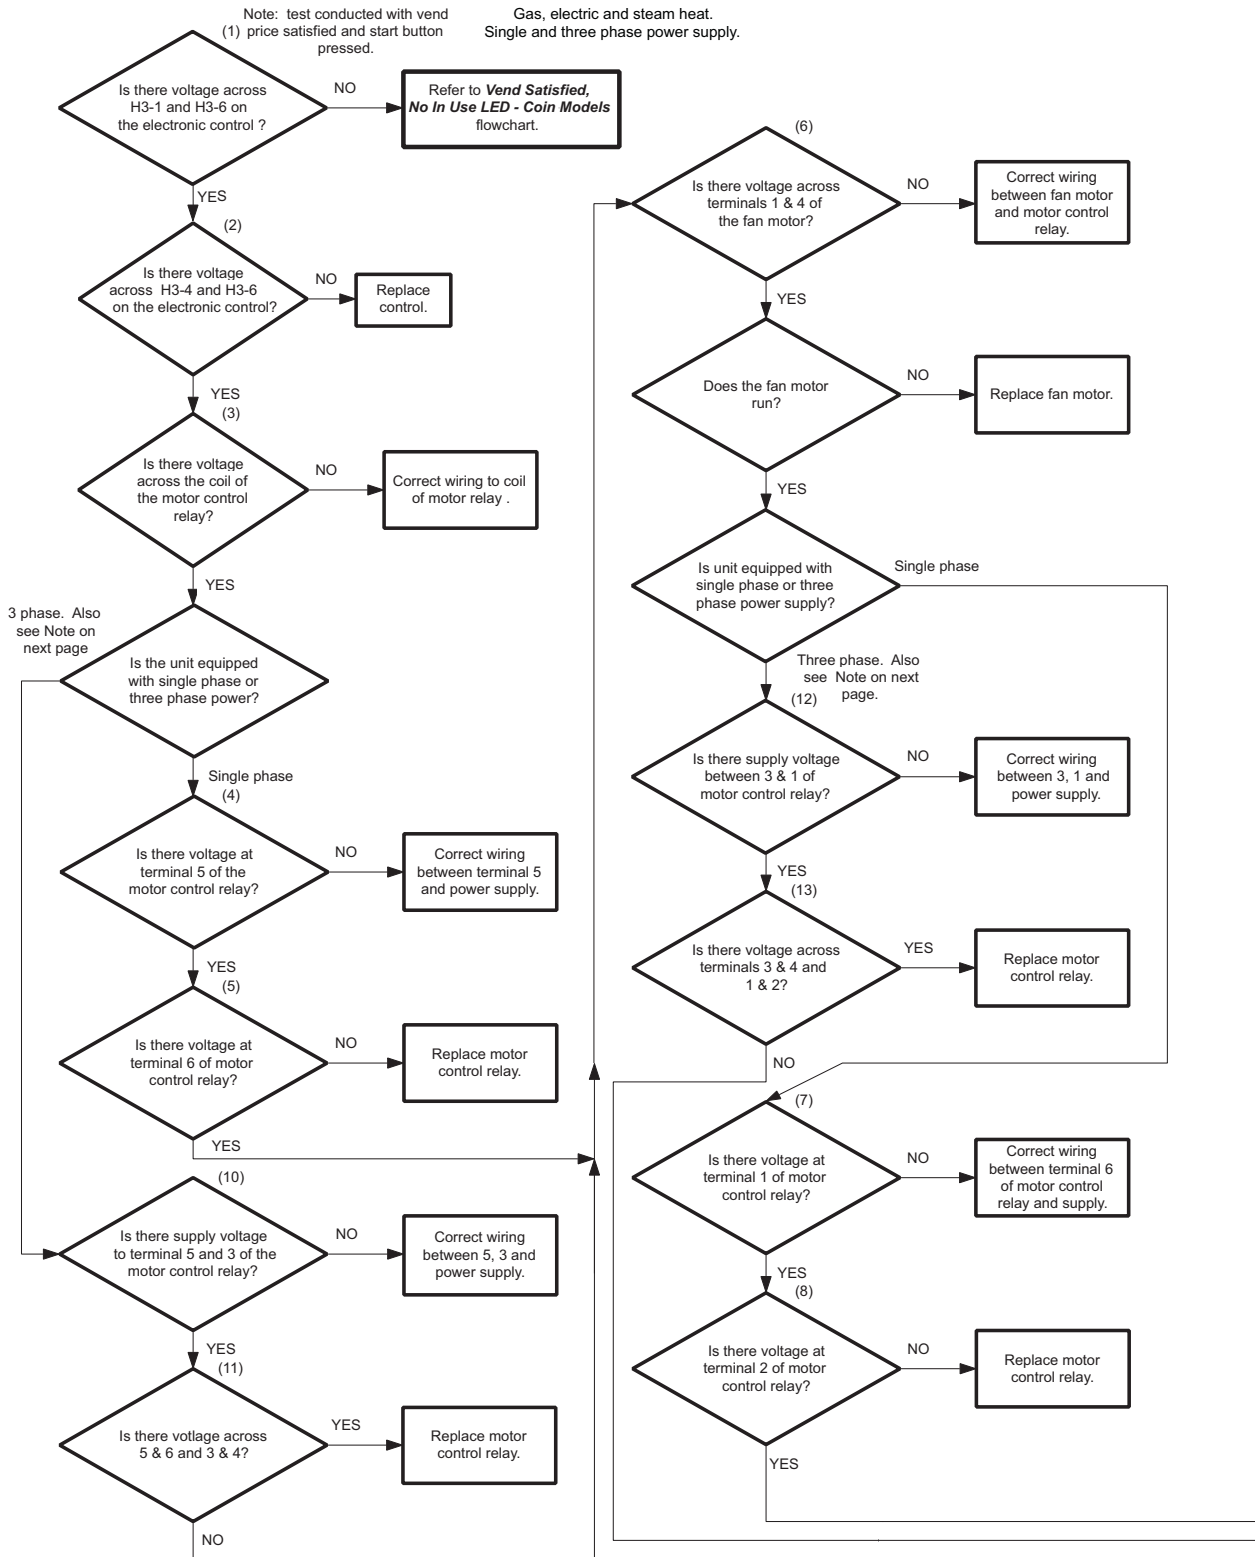 Note: test conducted with vend
(1) price satisfied and start button
pressed.
Gas, electric and steam heat.
Single and three phase power supply.
Is there voltage across
H3-1 and H3-6 on
the electronic control ?
NO
Refer to Vend Satisfied,
No In Use LED - Coin Models
flowchart.
YES
(2)
Is there voltage
across H3-4 and H3-6
on the electronic control?
NO
Replace
control.
YES
(3)
Is there voltage
across the coil of
the motor control
relay?
NO
Correct wiring to coil
of motor relay .
YES
3 phase. Also
see Note on
next page
Is the unit equipped
with single phase or
three phase power?
Single phase
(4)
Is there voltage at
terminal 5 of the
motor control relay?
NO
Correct wiring
between terminal 5
and power supply.
YES
(5)
Is there voltage at
terminal 6 of motor
control relay?
NO
Replace motor
control relay.
YES
(10)
Is there supply voltage
to terminal 5 and 3 of the
motor control relay?
NO
Correct wiring
between 5, 3 and
power supply.
YES
(11)
Is there votlage across
5 & 6 and 3 & 4?
YES
Replace motor
control relay.
NO
(6)
Is there voltage across
terminals 1 & 4 of
the fan motor?
NO
Correct wiring
between fan motor
and motor control
relay.
YES
Does the fan motor
run?
NO
Replace fan motor.
YES
Is unit equipped with
single phase or three
phase power supply?
Single phase
Three phase. Also
see Note on next
page.
(12)
Is there supply voltage
between 3 & 1 of
motor control relay?
NO
Correct wiring
between 3, 1 and
power supply.
YES
(13)
Is there voltage across
terminals 3 & 4 and
1 & 2?
YES
Replace motor
control relay.
NO
(7)
Is there voltage at
terminal 1 of motor
control relay?
NO
Correct wiring
between terminal 6
of motor control
relay and supply.
YES
(8)
Is there voltage at
terminal 2 of motor
control relay?
NO
Replace motor
control relay.
YES